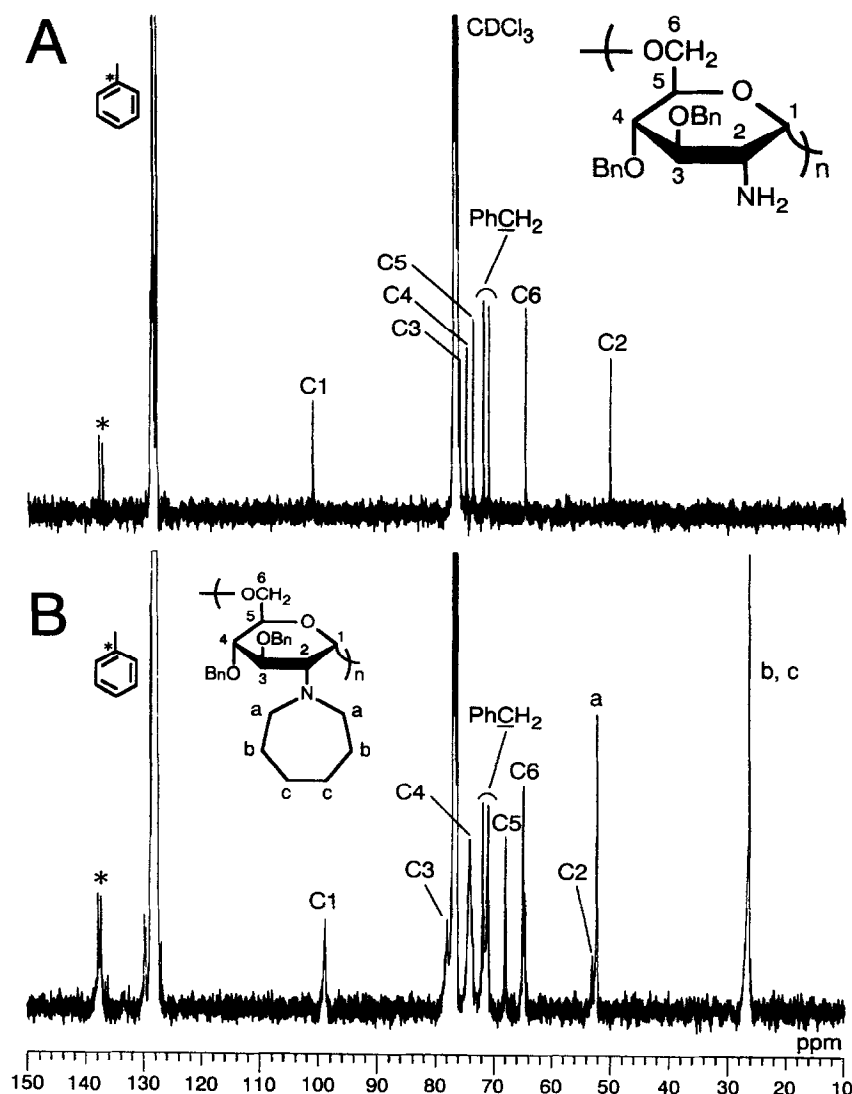 A
CDCl3
*
6
OCH2
5
O
4
OBn
2
1
BnO
3
NH2
n
PhCH2
C5
C4
C3
C6
C2
C1
*
B
*
6
OCH2
5
O
4
OBn
2
1
BnO
3
n
N
a
a
b
b
c
c
b, c
a
PhCH2
C6
C4
C5
C3
C2
C1
*
ppm
150 140 130 120 110 100 90 80 70 60 50 40 30 20 10